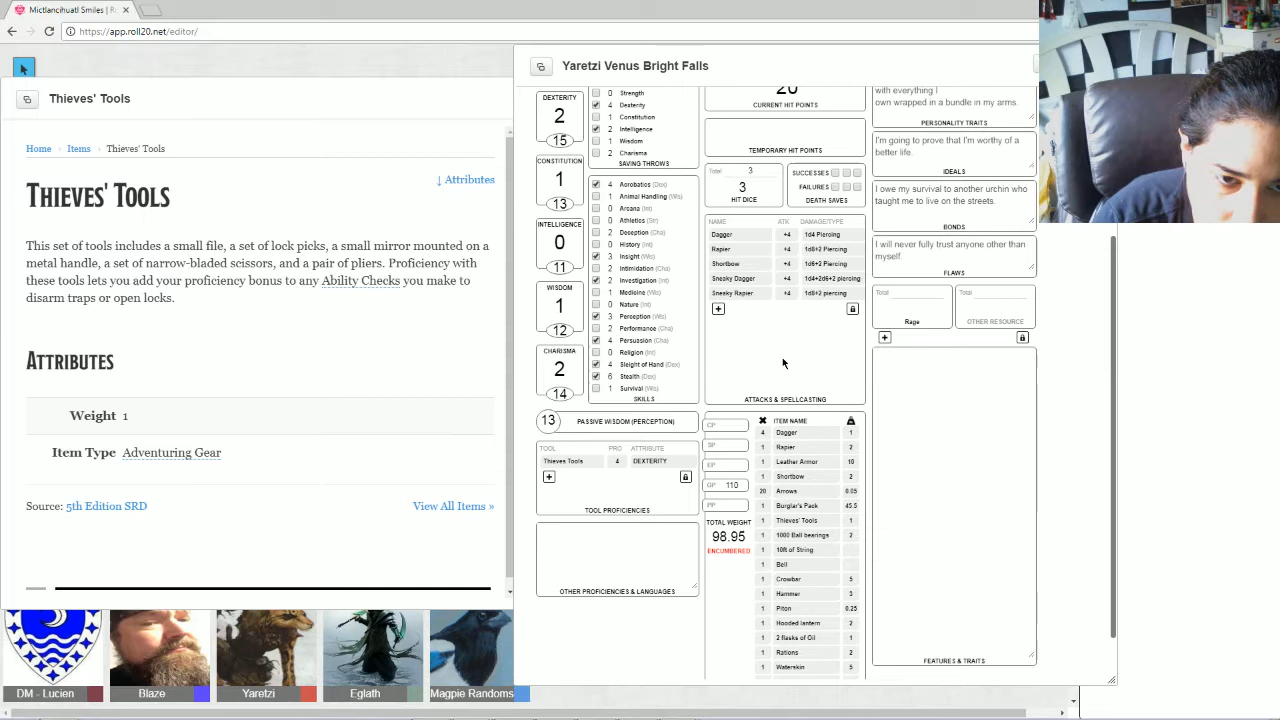 Mictlancihuatl Skies | Ro
https://app.roll20.net/editor/
Thieves' Tools
Home > Items > Thieves' Tools
↓ Attributes
THIEVES' TOOLS
This set of tools includes a small file, a set of lock picks, a small mirror mounted on
metal handle, a set of narrow-bladed scissors, and a pair of pliers. Proficiency with
these tools lets you add your proficiency bonus to any Ability Checks you make to
disarm traps or open locks.
ATTRIBUTES
Weight 1
Item Type Adventuring Gear
Source: 5th Edition SRD
View All Items »
DM - Lucien
Blaze
Yaretzi
Eglath
Magpie Randoms
Yaretzi Venus Bright Falls
DEXTERITY
2
15
CONSTITUTION
1
13
INTELLIGENCE
0
11
WISDOM
1
12
CHARISMA
2
14
0 Strength
4 Dexterity
1 Constitution
2 Intelligence
1 Wisdom
2 Charisma
SAVING THROWS
4 Acrobatics (Dex)
1 Animal Handling (Wis)
0 Arcana (Int)
0 Athletics (Str)
2 Deception (Cha)
0 History (Int)
3 Insight (Wis)
2 Intimidation (Cha)
2 Investigation (Int)
1 Medicine (Wis)
0 Nature (Int)
3 Perception (Wis)
2 Performance (Cha)
4 Persuasion (Cha)
0 Religion (Int)
4 Sleight of Hand (Dex)
6 Stealth (Dex)
1 Survival (Wis)
SKILLS
13 PASSIVE WISDOM (PERCEPTION)
TOOL PRO ATTRIBUTE
Thieves Tools 4 DEXTERITY
TOOL PROFICIENCIES
OTHER PROFICIENCIES & LANGUAGES
20
CURRENT HIT POINTS
TEMPORARY HIT POINTS
Total 3
3
HIT DICE
SUCCESSES
FAILURES
DEATH SAVES
NAME ATK DAMAGE/TYPE
Dagger +4 1d4 Piercing
Rapier +4 1d8+2 Piercing
Shortbow +4 1d6+2 Piercing
Sneaky Dagger +4 1d4+2d6+2 piercing
Sneaky Rapier +4 1d8+2 piercing
ATTACKS & SPELLCASTING
CP
SP
EP
GP 110
PP
TOTAL WEIGHT
98.95
ENCUMBERED
ITEM NAME
4 Dagger 1
1 Rapier 2
1 Leather Armor 10
1 Shortbow 2
20 Arrows 0.05
1 Burglar's Pack 45.5
1 Thieves' Tools 1
1 1000 Ball bearings 2
1 10ft of String
1 Bell
1 Crowbar 5
1 Hammer 3
1 Piton 0.25
1 Hooded lantern 2
1 2 flasks of Oil 1
1 Rations 2
1 Waterskin 5
with everything I
own wrapped in a bundle in my arms.
PERSONALITY TRAITS
I'm going to prove that I'm worthy of a
better life.
IDEALS
I owe my survival to another urchin who
taught me to live on the streets.
BONDS
I will never fully trust anyone other than
myself.
FLAWS
Total
Rage
Total
OTHER RESOURCE
FEATURES & TRAITS